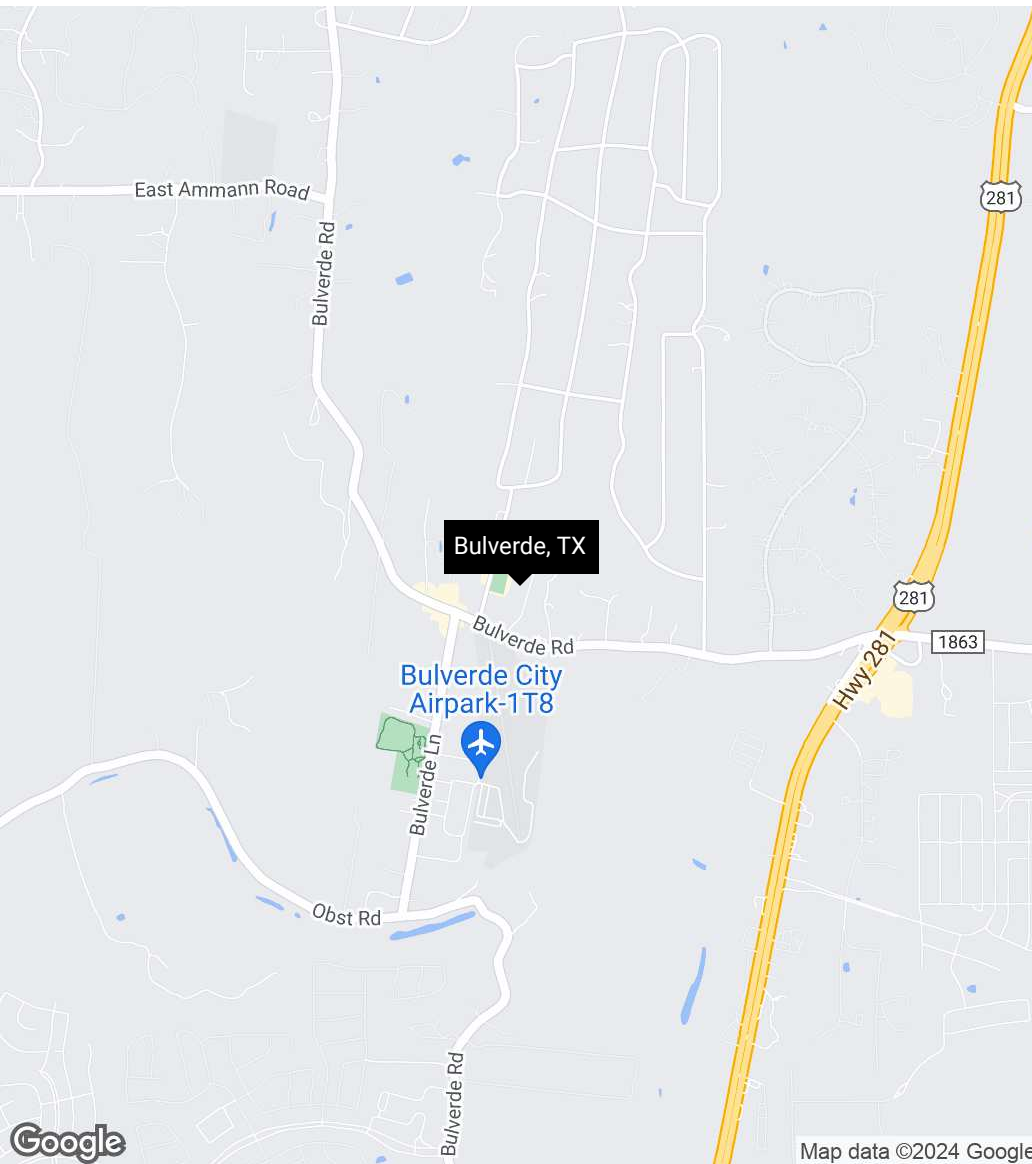 281
East Ammann Road
Bulverde Rd
Bulverde, TX
281
Bulverde Rd
1863
Hwy 281
Bulverde City
Airpark-1T8
Bulverde Ln
Obst Rd
Bulverde Rd
Google
Map data ©2024 Google